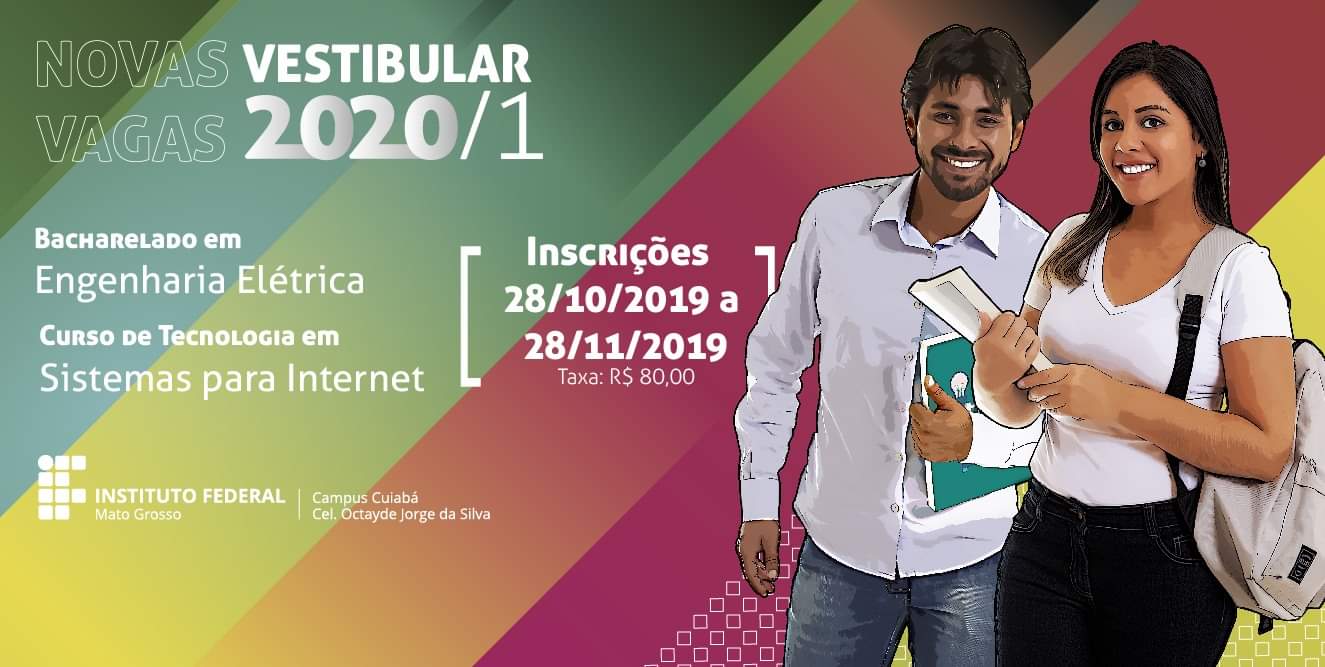 NOVAS VESTIBULAR
VAGAS 2020/1
Bacharelado em
Engenharia Elétrica
Curso de Tecnologia em
Sistemas para Internet
Inscrições
28/10/2019 a
28/11/2019
Taxa: R$ 80,00
INSTITUTO FEDERAL
Mato Grosso
Campus Cuiabá
Cel. Octayde Jorge da Silva